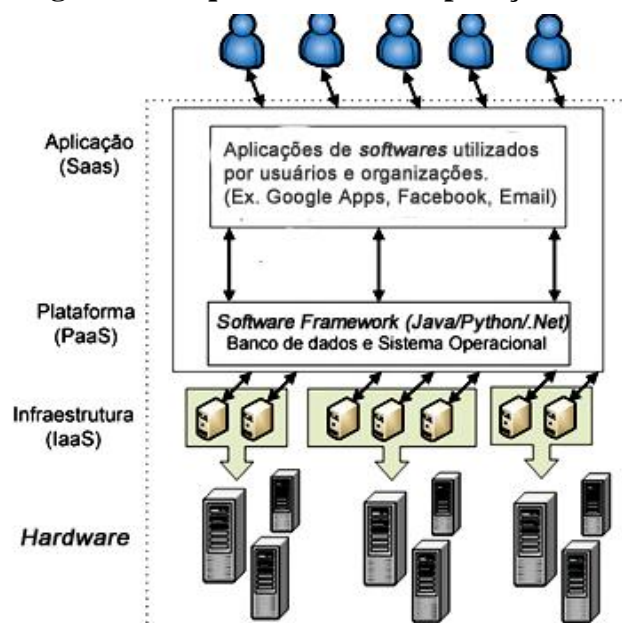 Aplicação
(Saas)
Aplicações de softwares utilizados
por usuários e organizações.
(Ex. Google Apps, Facebook, Email)
Plataforma
(PaaS)
Software Framework (Java/Python/.Net)
Banco de dados e Sistema Operacional
Infraestrutura
(IaaS)
Hardware